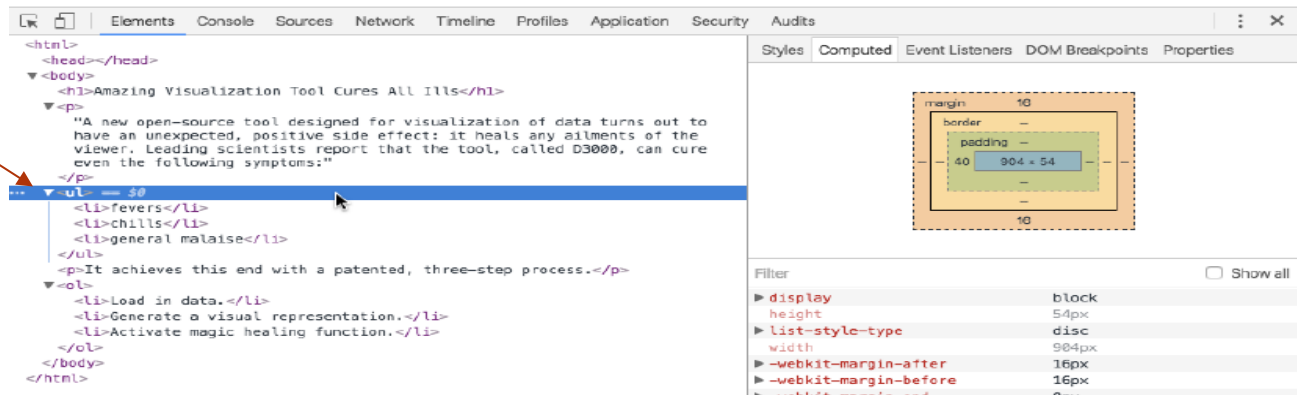 Elements Console Sources Network Timeline Profiles Application Security Audits
<html>
<head></head>
<body>
<h1>Amazing Visualization Tool Cures All Ills</h1>
<p>
"A new open-source tool designed for visualization of data turns out to
have an unexpected, positive side effect: it heals any ailments of the
viewer. Leading scientists report that the tool, called D3000, can cure
even the following symptoms:"
</p>
<ul> == $0
<li>fevers</li>
<li>chills</li>
<li>general malaise</li>
</ul>
<p>It achieves this end with a patented, three-step process.</p>
<ol>
<li>Load in data.</li>
<li>Generate a visual representation.</li>
<li>Activate magic healing function.</li>
</ol>
</body>
</html>
Styles Computed Event Listeners DOM Breakpoints Properties
margin 16
border –
padding –
– – 40 904 × 54 – – –
–
–
16
Filter Show all
display block
height 54px
list-style-type disc
width 904px
-webkit-margin-after 16px
-webkit-margin-before 16px